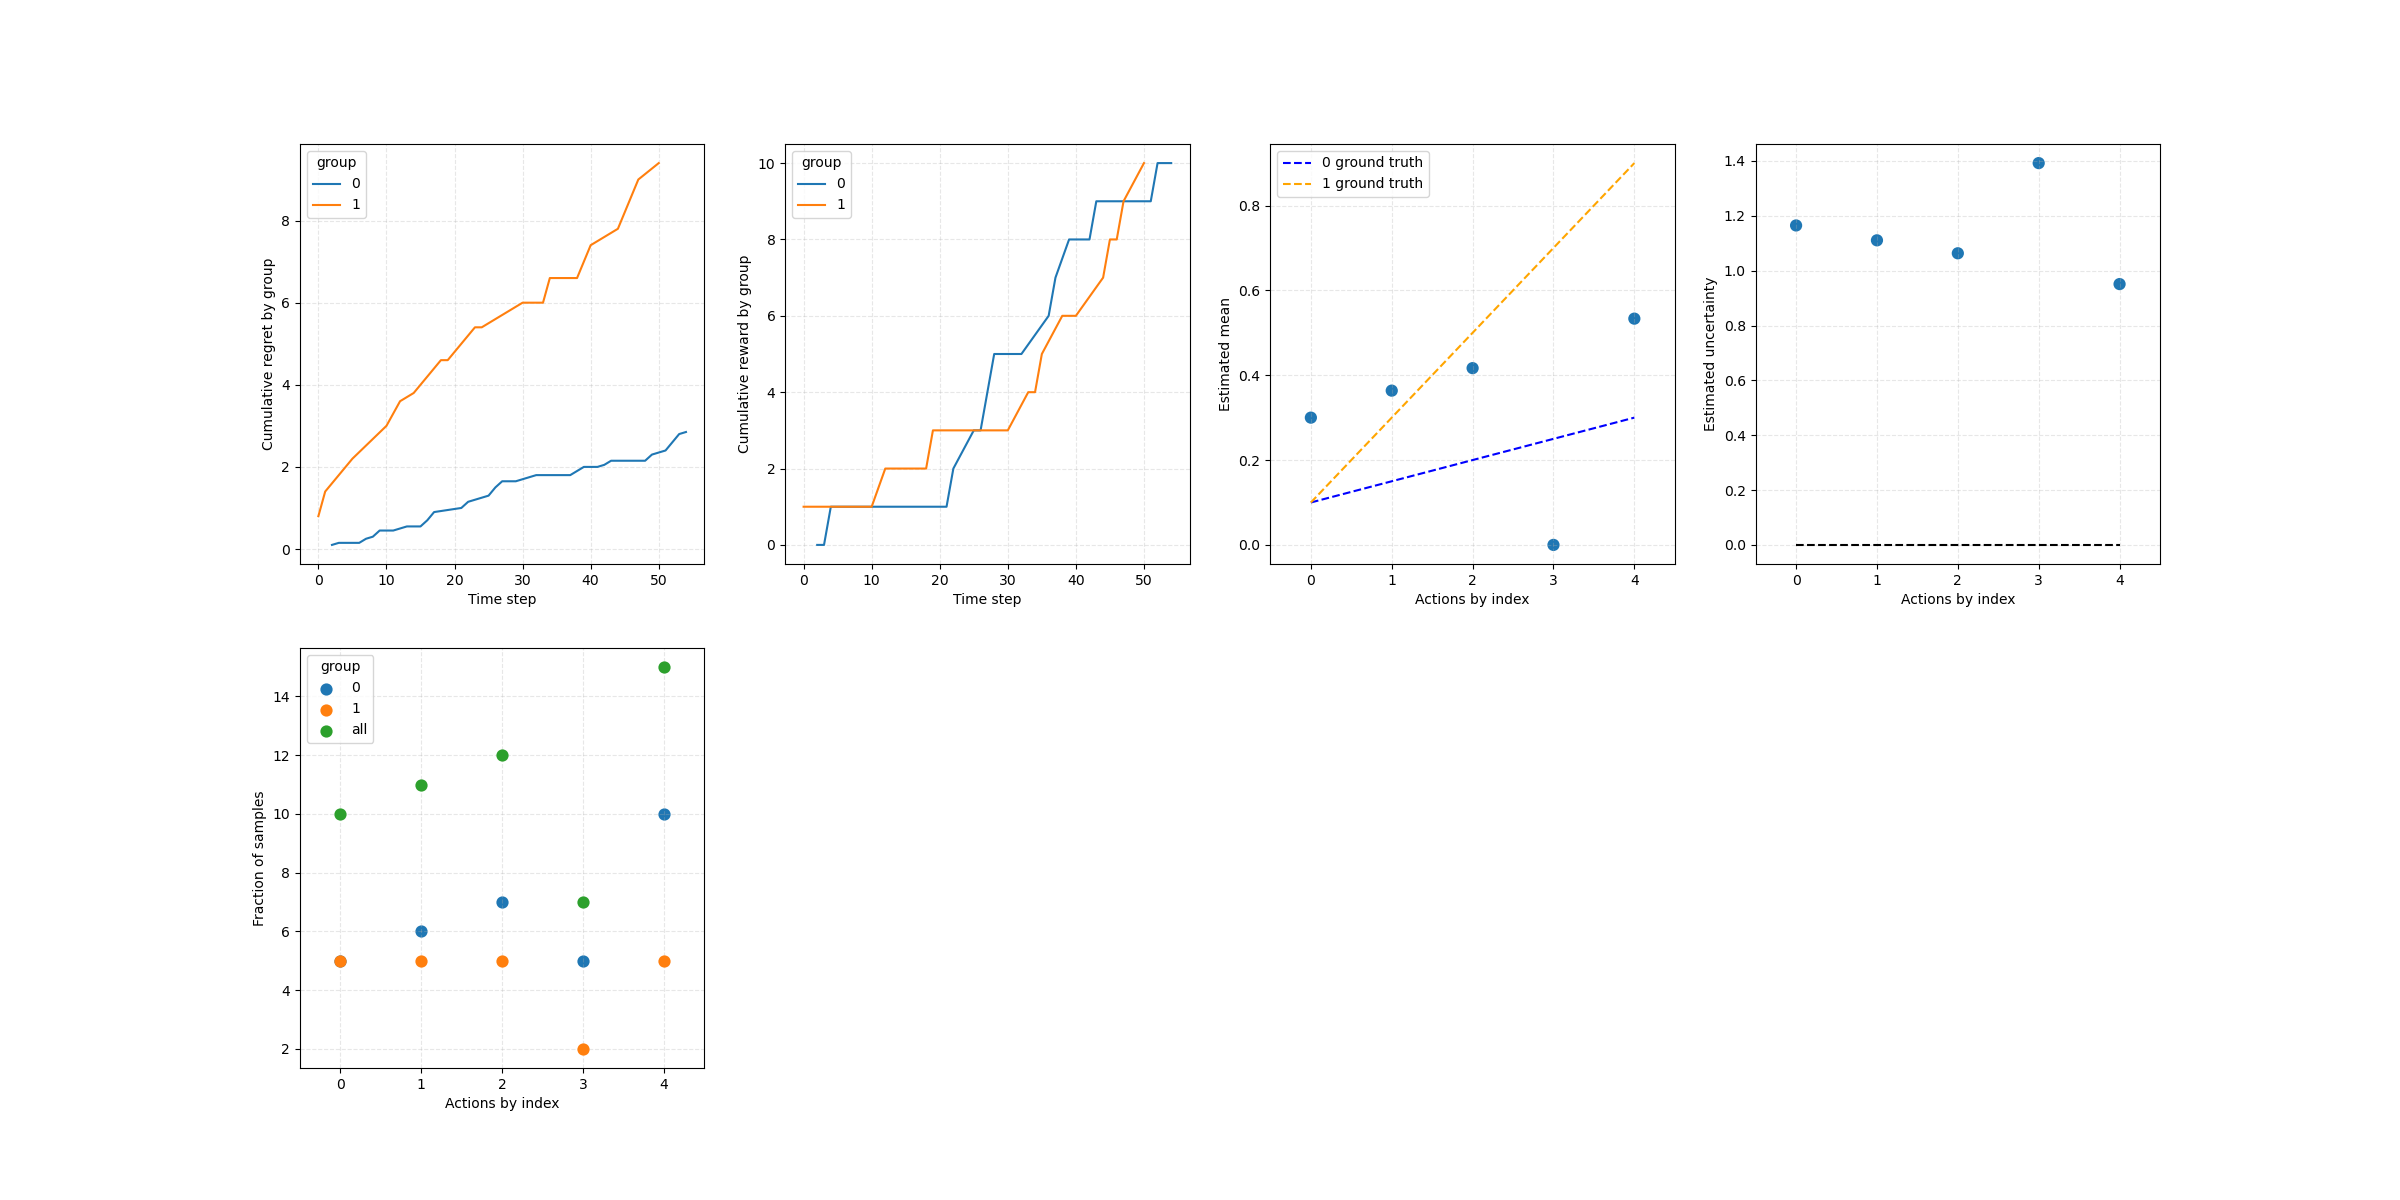 group
0
1
8
6
4
2
0
Cumulative regret by group
0 10 20 30 40 50
Time step
group
0
1
10
8
6
4
2
0
Cumulative reward by group
0 10 20 30 40 50
Time step
0 ground truth
1 ground truth
0.8
0.6
0.4
0.2
0.0
Estimated mean
0 1 2 3 4
Actions by index
1.4
1.2
1.0
0.8
0.6
0.4
0.2
0.0
Estimated uncertainty
0 1 2 3 4
Actions by index
group
0
1
all
14
12
10
8
6
4
2
Fraction of samples
0 1 2 3 4
Actions by index